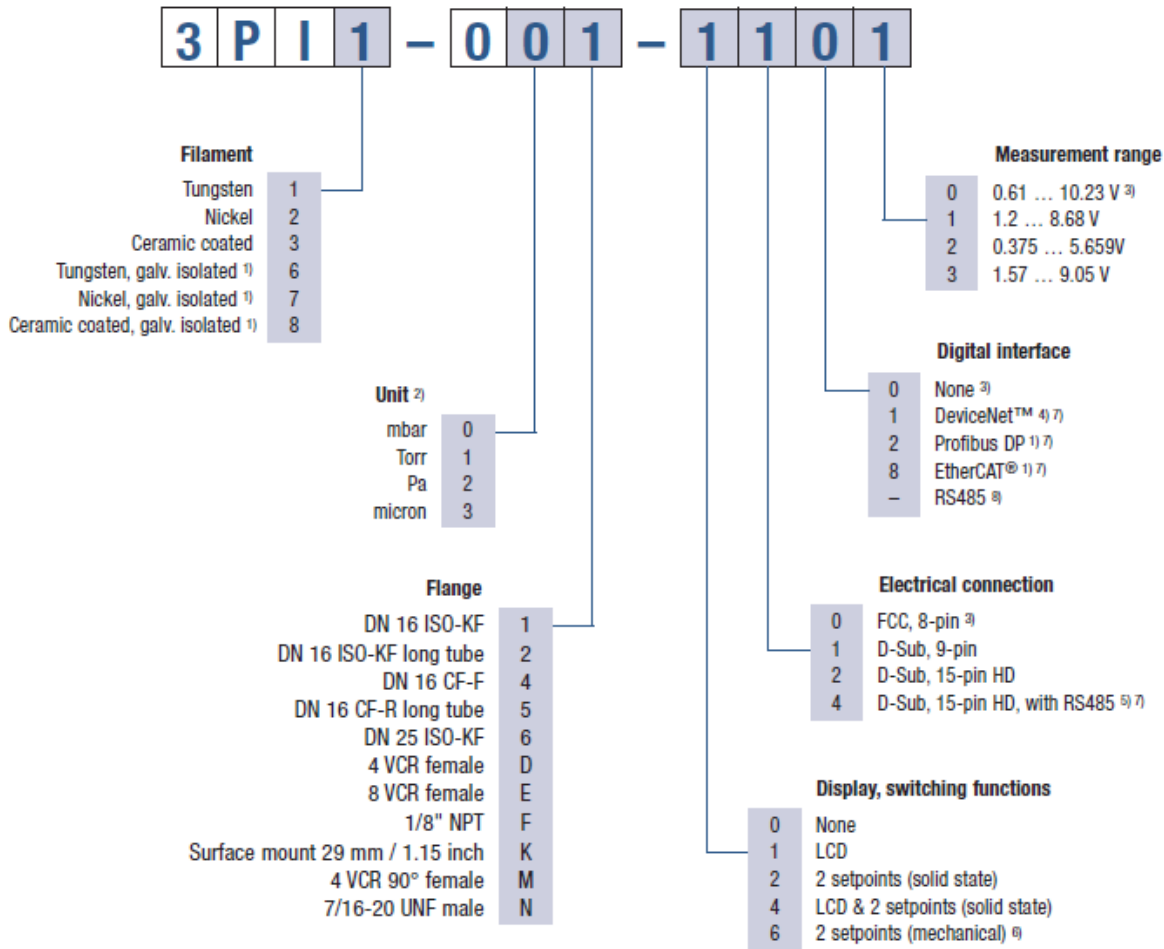 3PI1–001–1101
Filament
Tungsten 1
Nickel 2
Ceramic coated 3
Tungsten, galv. isolated 1) 6
Nickel, galv. isolated 1) 7
Ceramic coated, galv. isolated 1) 8
Unit 2)
mbar 0
Torr 1
Pa 2
micron 3
Flange
DN 16 ISO-KF 1
DN 16 ISO-KF long tube 2
DN 16 CF-F 4
DN 16 CF-R long tube 5
DN 25 ISO-KF 6
4 VCR female D
8 VCR female E
1/8" NPT F
Surface mount 29 mm / 1.15 inch K
4 VCR 90° female M
7/16-20 UNF male N
Measurement range
0 0.61 … 10.23 V 3)
1 1.2 … 8.68 V
2 0.375 … 5.659V
3 1.57 … 9.05 V
Digital interface
0 None 3)
1 DeviceNet™ 4) 7)
2 Profibus DP 1) 7)
8 EtherCAT® 1) 7)
– RS485 8)
Electrical connection
0 FCC, 8-pin 3)
1 D-Sub, 9-pin
2 D-Sub, 15-pin HD
4 D-Sub, 15-pin HD, with RS485 5) 7)
Display, switching functions
0 None
1 LCD
2 2 setpoints (solid state)
4 LCD & 2 setpoints (solid state)
6 2 setpoints (mechanical) 6)